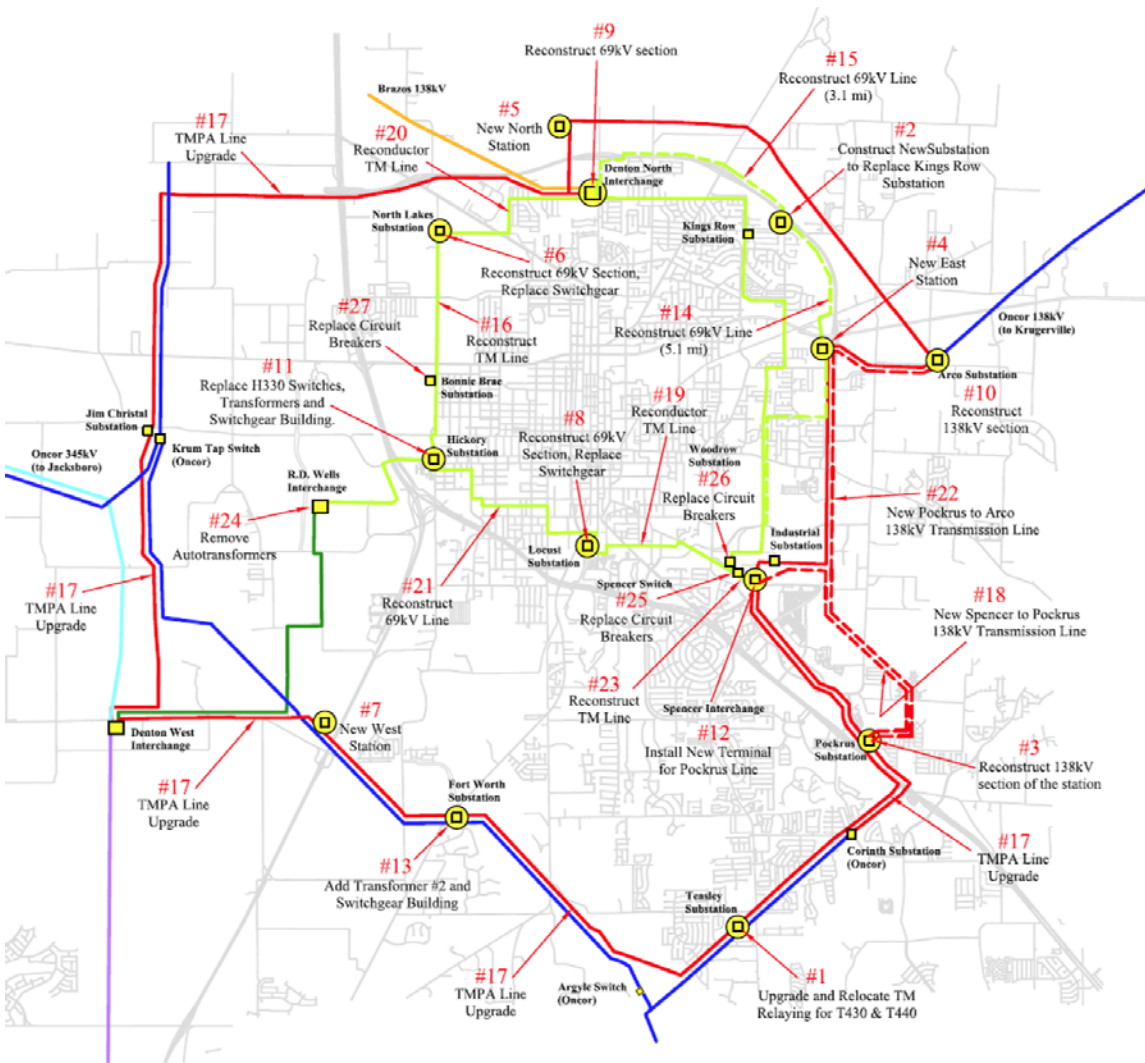 #9
Reconstruct 69kV section
#15
Reconstruct 69kV Line
(3.1 mi)
Brazos 138kV
#5
New North
Station
#17
TMPA Line
Upgrade
#20
Reconductor
TM Line
#2
Construct NewSubstation
to Replace Kings Row
Substation
Denton North
Interchange
North Lakes
Substation
Kings Row
Substation
#6
Reconstruct 69kV Section,
Replace Switchgear
#4
New East
Station
#27
Replace Circuit
Breakers
#16
Reconstruct
TM Line
#14
Reconstruct 69kV Line
(5.1 mi)
Oncor 138kV
(to Krugerville)
#11
Replace H330 Switches,
Transformers and
Switchgear Building.
Bonnie Brae
Substation
Arco Substation
#10
Reconstruct
138kV section
#19
Reconductor
TM Line
Jim Christal
Substation
#8
Reconstruct 69kV
Section, Replace
Switchgear
Hickory
Substation
Krum Tap Switch
(Oncor)
Oncor 345kV
(to Jacksboro)
R.D. Wells
Interchange
Woodrow
Substation
#26
Replace Circuit
Breakers
#22
New Pockrus to Arco
138kV Transmission Line
#24
Remove
Autotransformers
Locust
Substation
Industrial
Substation
Spencer Switch
#17
TMPA Line
Upgrade
#21
Reconstruct
69kV Line
#25
Replace Circuit
Breakers
#18
New Spencer to Pockrus
138kV Transmission Line
#23
Reconstruct
TM Line
Spencer Interchange
#12
Install New Terminal
for Pockrus Line
Denton West
Interchange
#7
New West
Station
Pockrus
Substation
#3
Reconstruct 138kV
section of the station
#17
TMPA Line
Upgrade
Fort Worth
Substation
Corinth Substation
(Oncor)
#17
TMPA Line
Upgrade
#13
Add Transformer #2 and
Switchgear Building
Teasley
Substation
#17
TMPA Line
Upgrade
Argyle Switch
(Oncor)
#1
Upgrade and Relocate TM
Relaying for T430 & T440